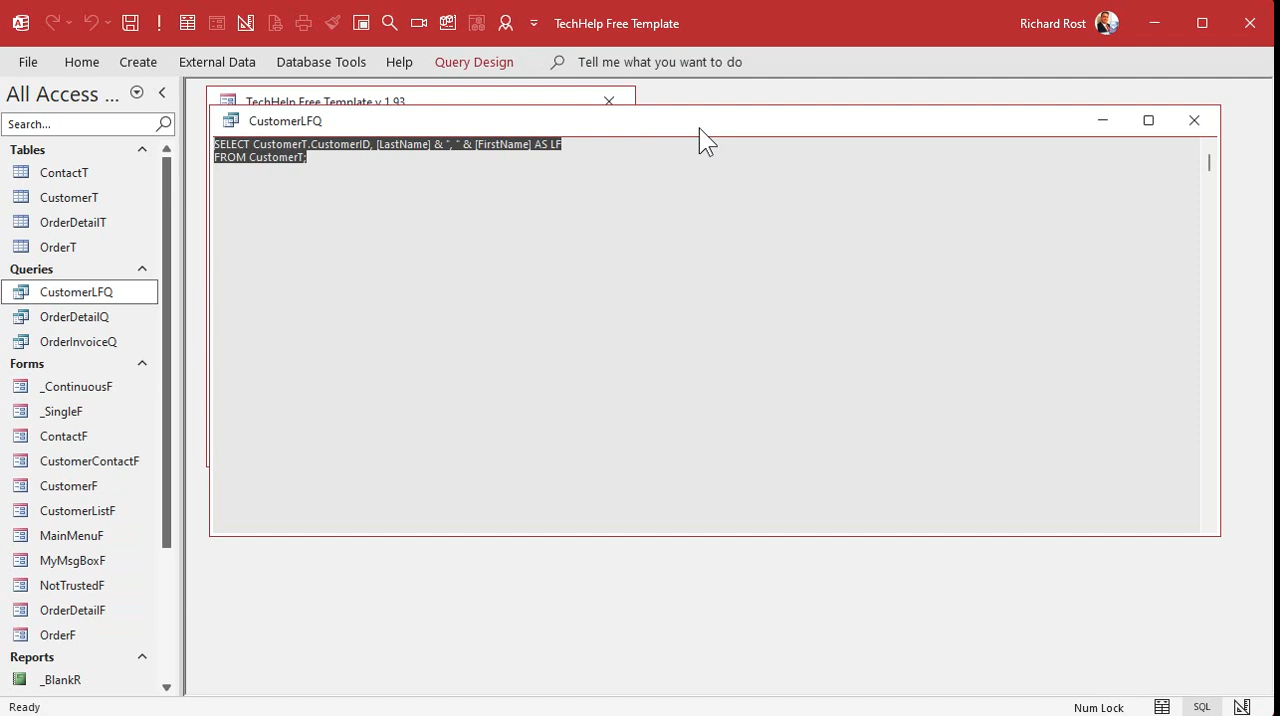 TechHelp Free Template
Richard Rost
File
Home
Create
External Data
Database Tools
Help
Query Design
Tell me what you want to do
All Access ...
Search...
Tables
ContactT
CustomerT
OrderDetailT
OrderT
Queries
CustomerLFQ
OrderDetailQ
OrderInvoiceQ
Forms
_ContinuousF
_SingleF
ContactF
CustomerContactF
CustomerF
CustomerListF
MainMenuF
MyMsgBoxF
NotTrustedF
OrderDetailF
OrderF
Reports
_BlankR
TechHelp Free Template v 1.93
CustomerLFQ
SELECT CustomerT.CustomerID, [LastName] & ", " & [FirstName] AS LF
FROM CustomerT;
Ready
Num Lock
SQL